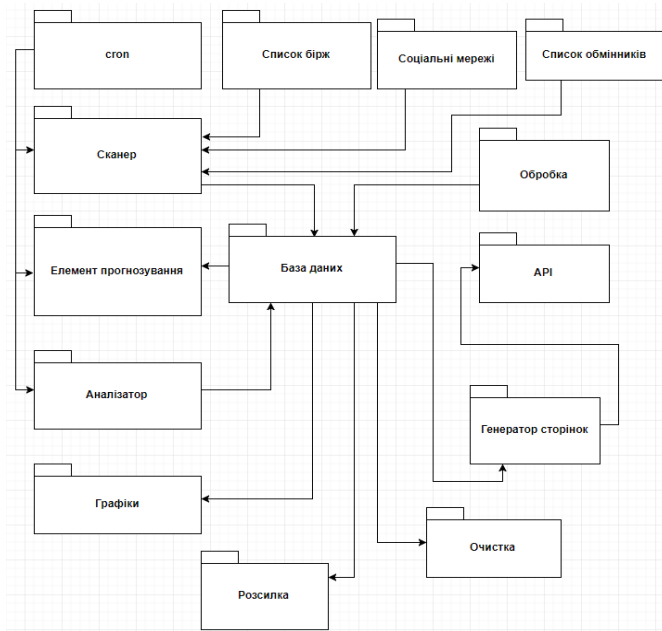 cron
Список бірж
Соціальні мережі
Список обмінників
Сканер
Обробка
Елемент прогнозування
База даних
АРІ
Аналізатор
Генератор сторінок
Графіки
Очистка
Розсилка